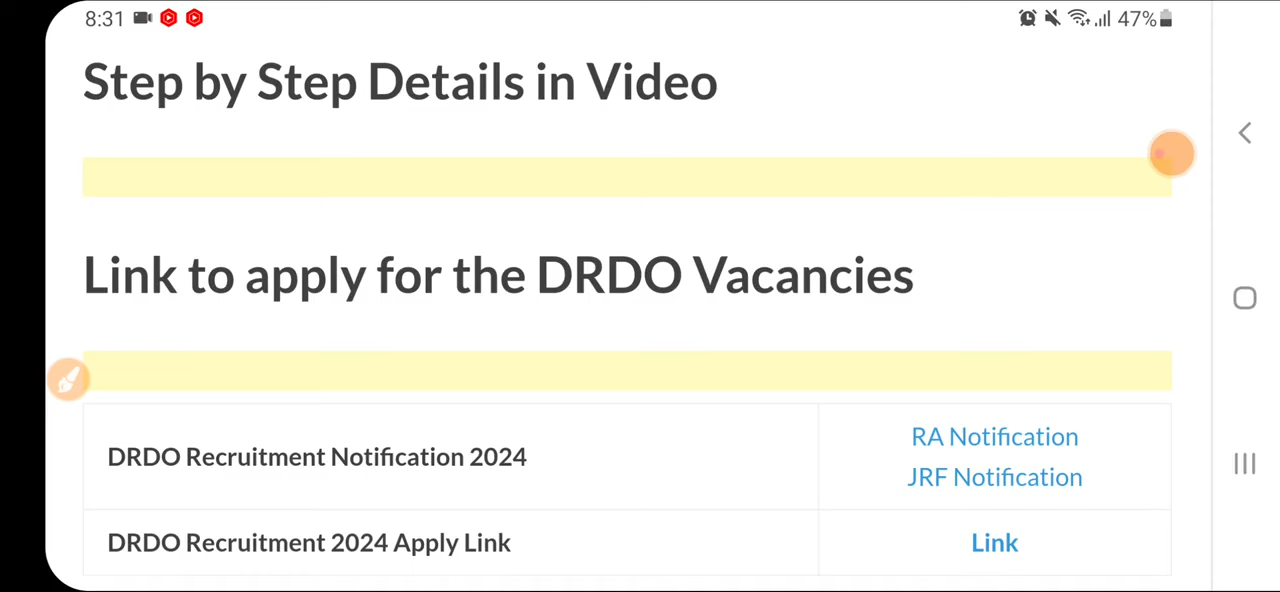 8:31
47%
Step by Step Details in Video
Link to apply for the DRDO Vacancies
DRDO Recruitment Notification 2024
RA Notification
JRF Notification
DRDO Recruitment 2024 Apply Link
Link